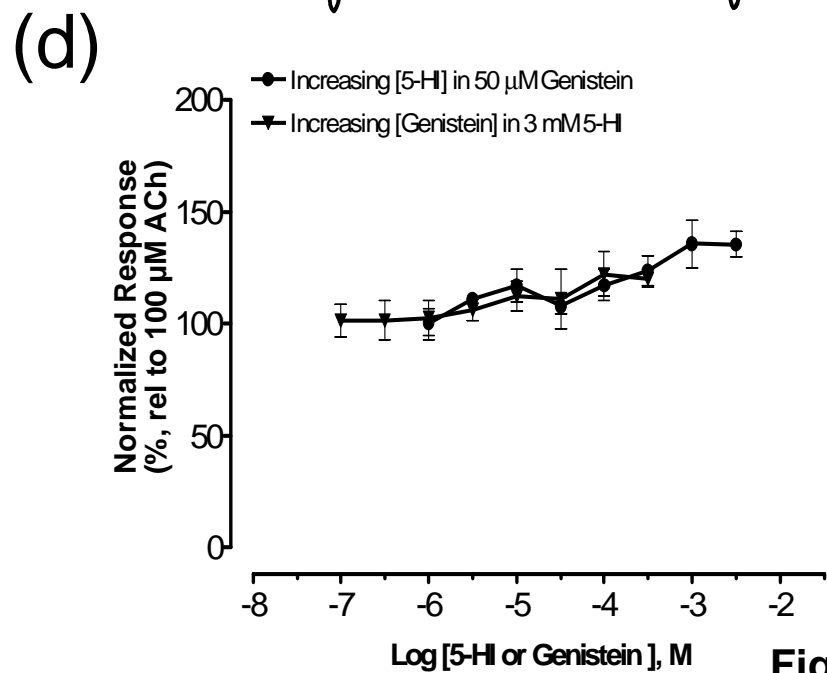 (d)
Increasing [5-HI] in 50 μM Genistein
Increasing [Genistein] in 3 mM 5-HI
Normalized Response
(%, rel to 100 µM ACh)
200
150
100
50
0
-8 -7 -6 -5 -4 -3 -2
Log [5-HI or Genistein ], M
Fig